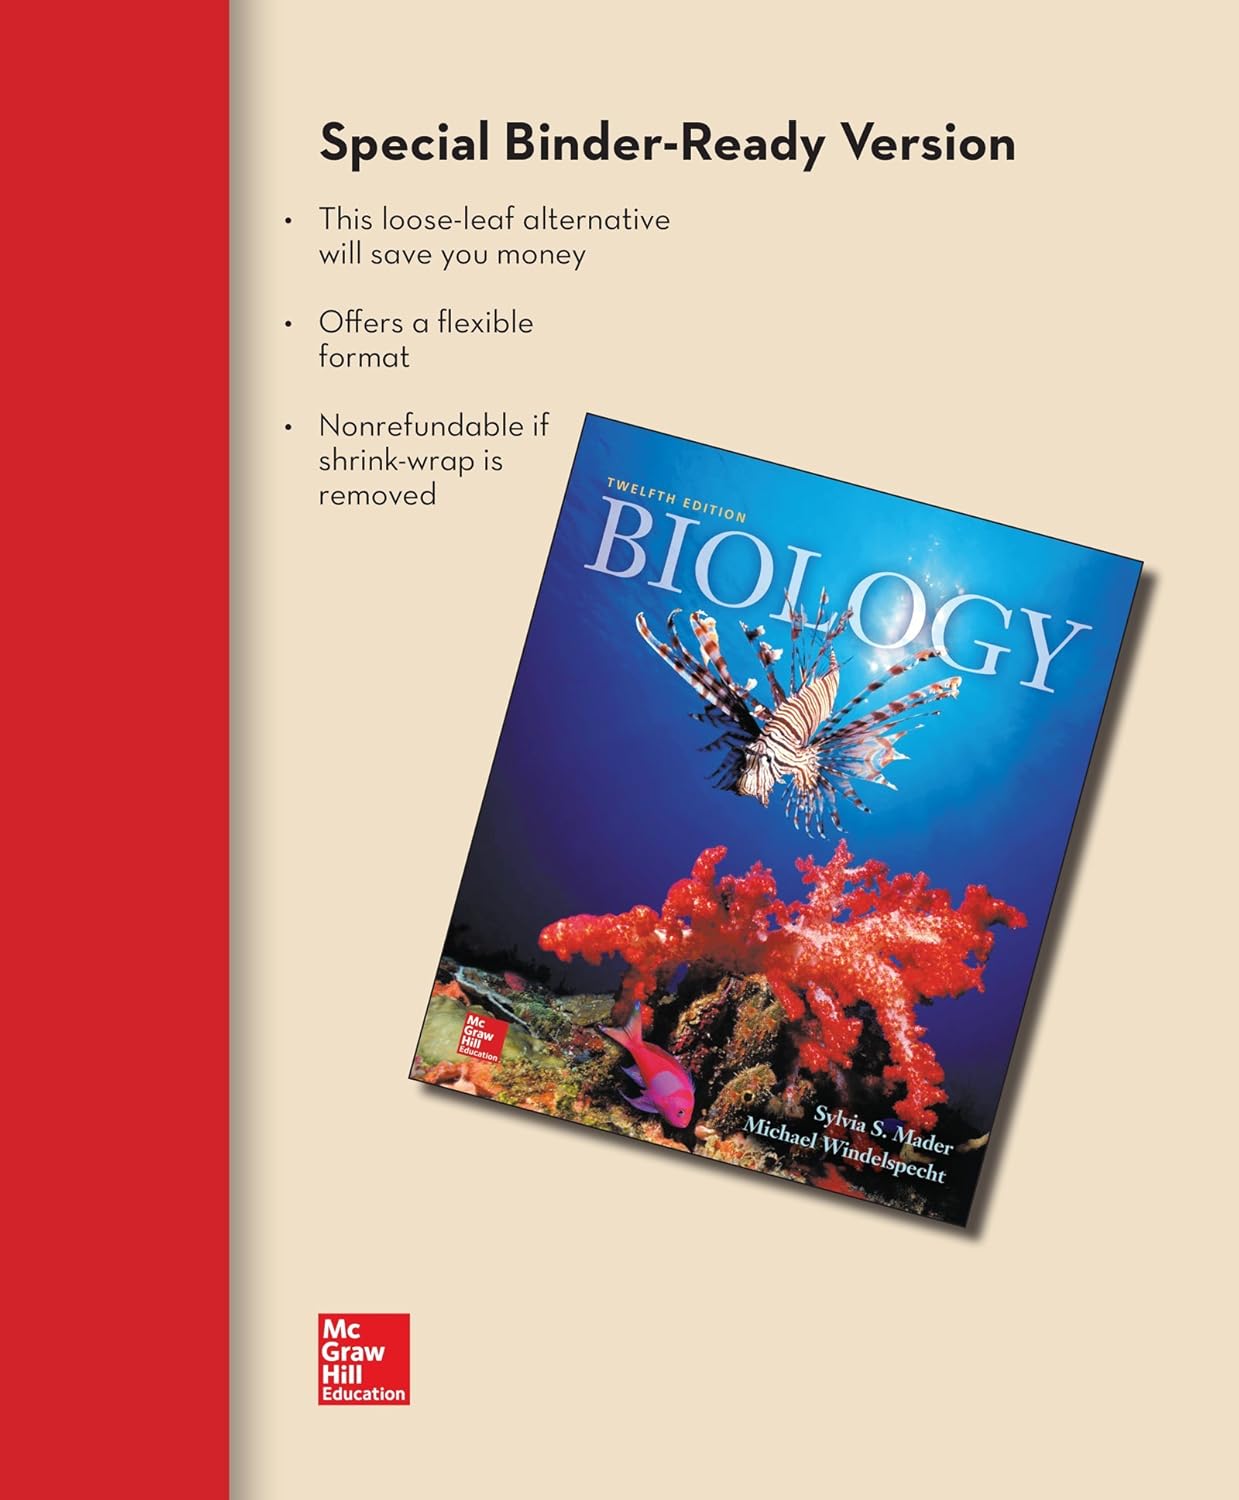 Special Binder-Ready Version
• This loose-leaf alternative
will save you money
• Offers a flexible
format
• Nonrefundable if
shrink-wrap is
removed
TWELFTH EDITION
BIOLOGY
Mc
Graw
Hill
Education
Sylvia S. Mader
Michael Windelspecht
Mc
Graw
Hill
Education